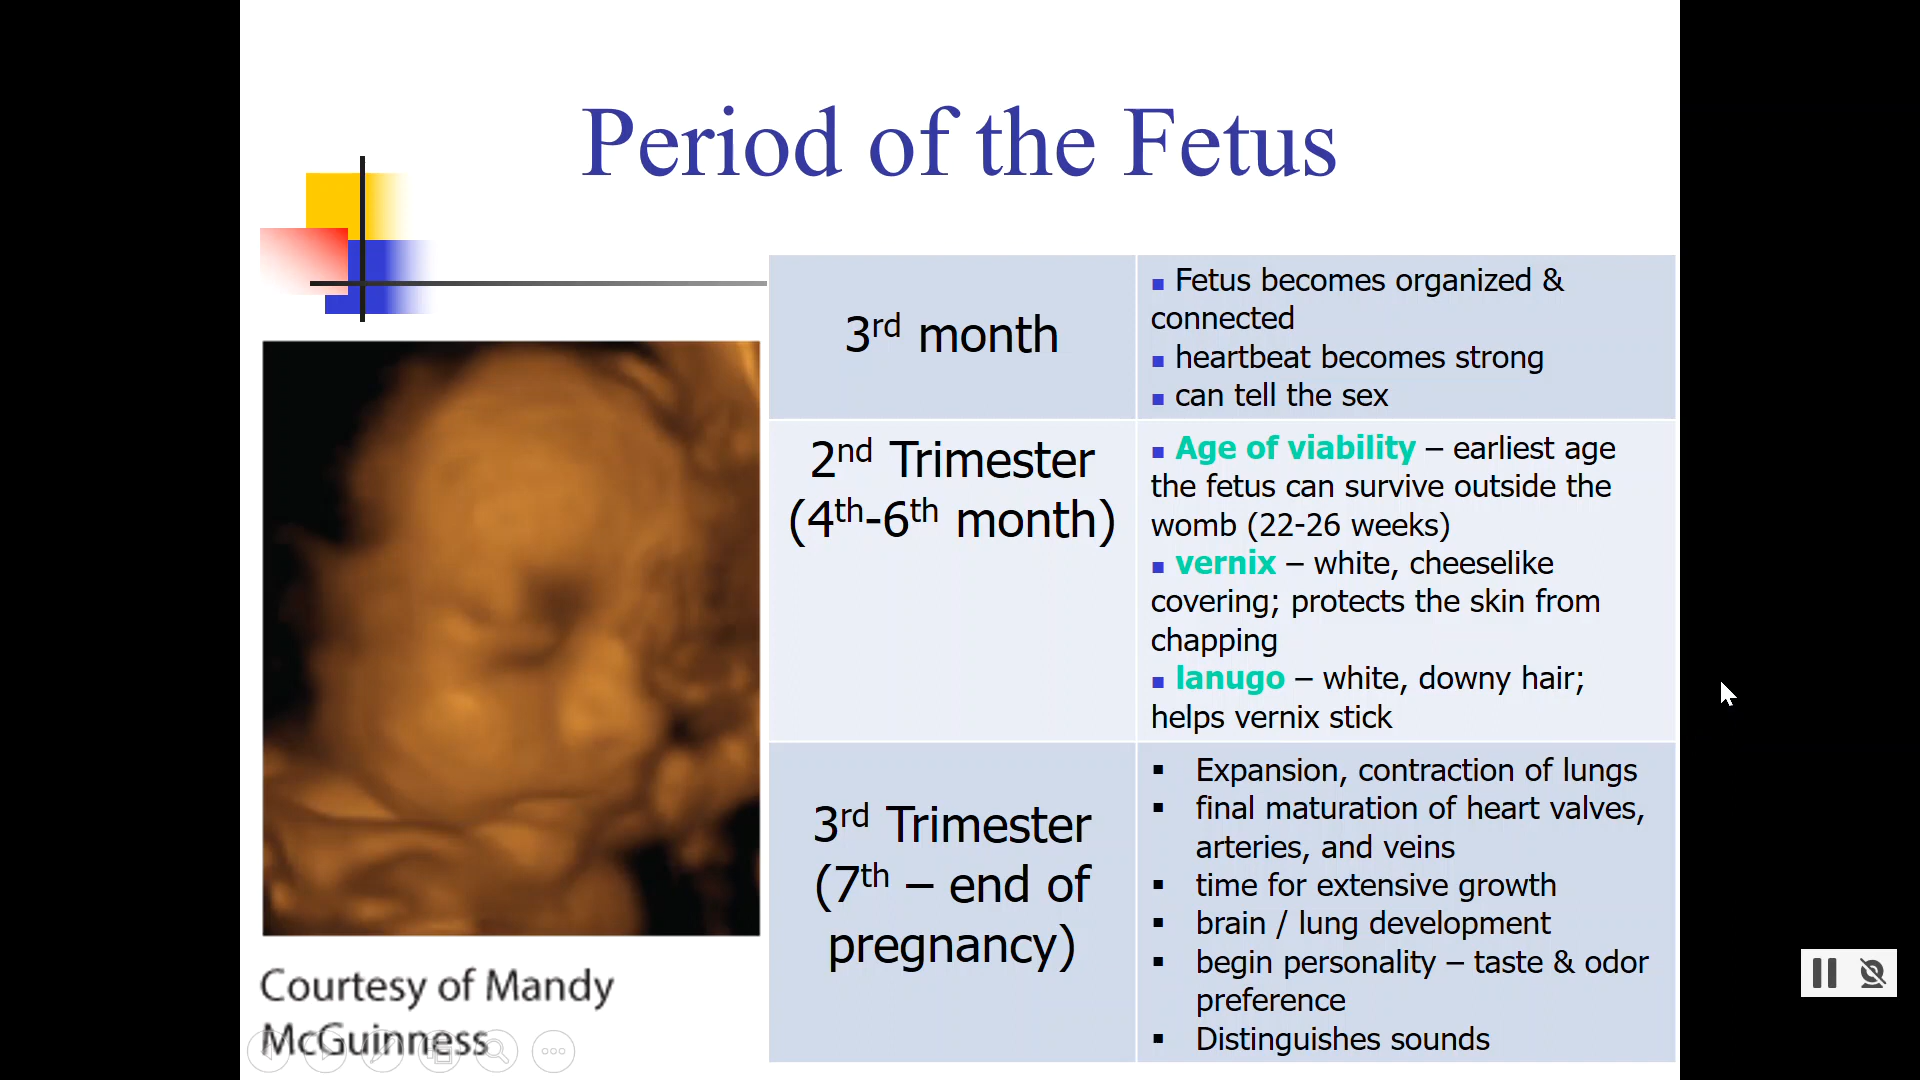 Period of the Fetus
3rd month
■ Fetus becomes organized &
connected
■ heartbeat becomes strong
■ can tell the sex
2nd Trimester
(4th-6th month)
■ Age of viability – earliest age
the fetus can survive outside the
womb (22-26 weeks)
■ vernix – white, cheeselike
covering; protects the skin from
chapping
■ lanugo – white, downy hair;
helps vernix stick
3rd Trimester
(7th – end of
pregnancy)
▪ Expansion, contraction of lungs
▪ final maturation of heart valves,
arteries, and veins
▪ time for extensive growth
▪ brain / lung development
▪ begin personality – taste & odor
preference
▪ Distinguishes sounds
Courtesy of Mandy
McGuinness